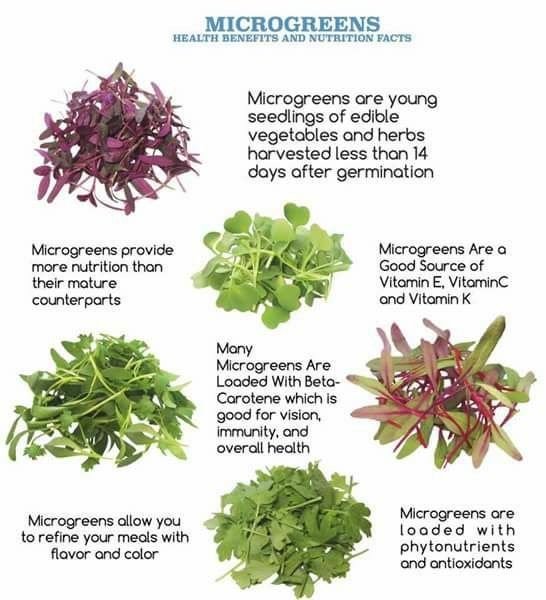 MICROGREENS
HEALTH BENEFITS AND NUTRITION FACTS
Microgreens are young
seedlings of edible
vegetables and herbs
harvested less than 14
days after germination
Microgreens provide
more nutrition than
their mature
counterparts
Microgreens Are a
Good Source of
Vitamin E, VitaminC
and Vitamin K
Many
Microgreens Are
Loaded With Beta-
Carotene which is
good for vision,
immunity, and
overall health
Microgreens allow you
to refine your meals with
flavor and color
Microgreens are
loaded with
phytonutrients
and antioxidants